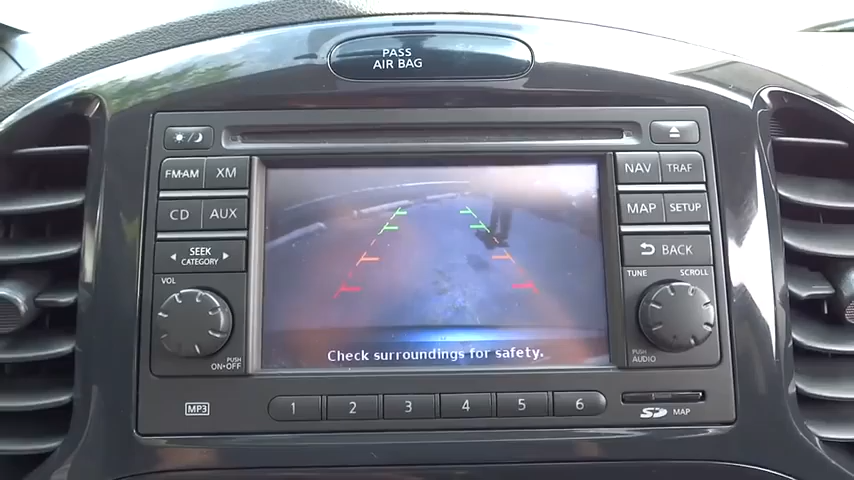 PASS
AIR BAG
FM·AM
XM
CD
AUX
SEEK
CATEGORY
VOL
PUSH
ON•OFF
MP3
NAV
TRAF
MAP
SETUP
BACK
TUNE
SCROLL
PUSH
AUDIO
Check surroundings for safety.
1 2 3 4 5 6
SD MAP